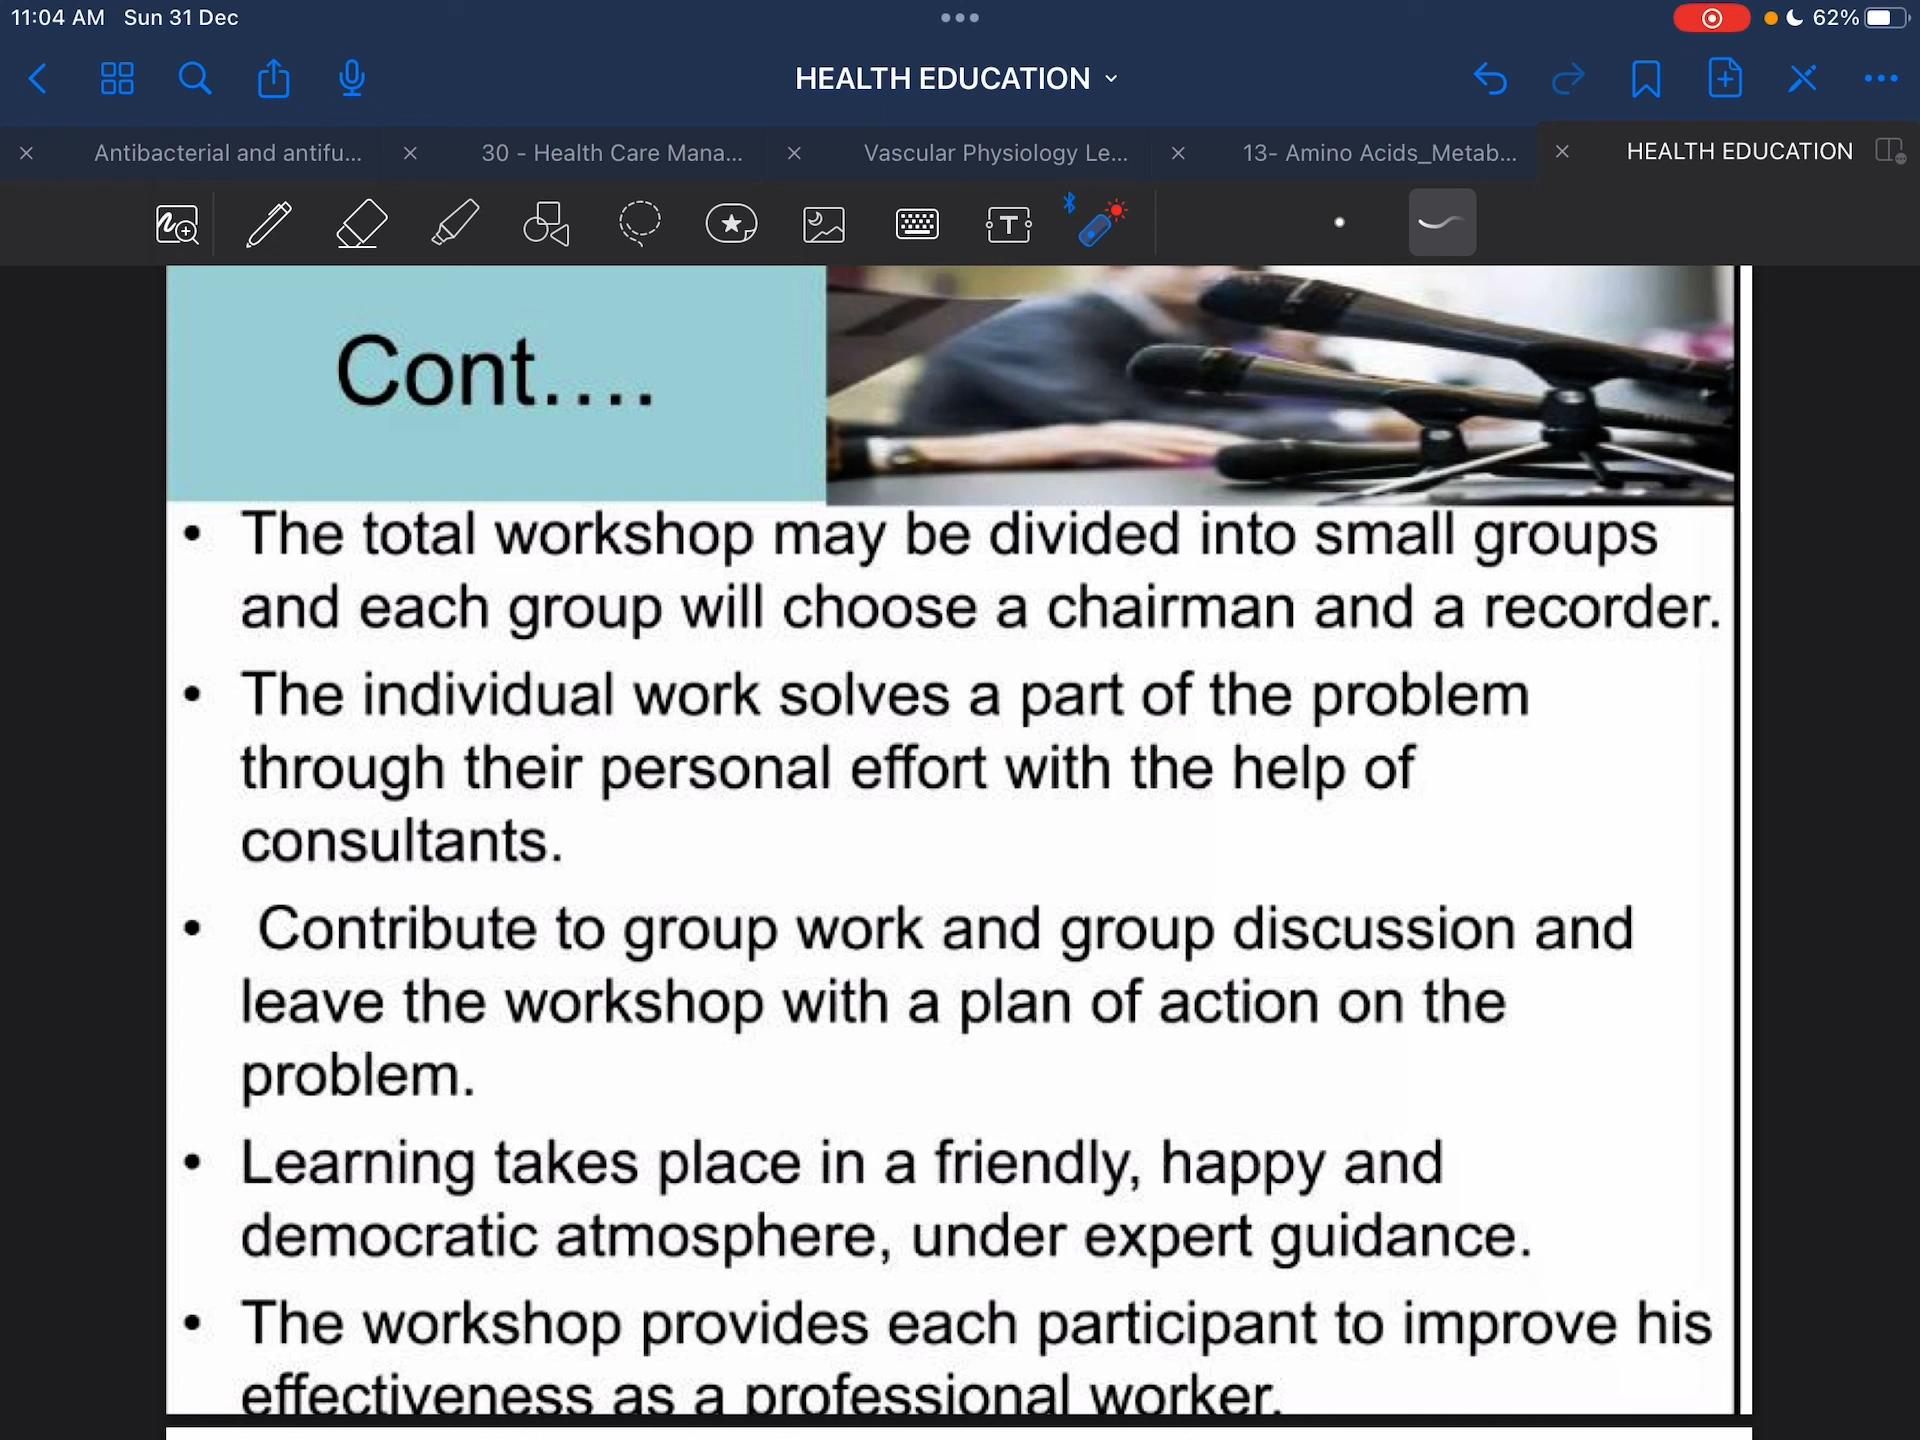 11:04 AM Sun 31 Dec
62%
HEALTH EDUCATION
Antibacterial and antifu...
30 - Health Care Mana...
Vascular Physiology Le...
13- Amino Acids_Metab...
HEALTH EDUCATION
T
Cont....
• The total workshop may be divided into small groups
and each group will choose a chairman and a recorder.
• The individual work solves a part of the problem
through their personal effort with the help of
consultants.
• Contribute to group work and group discussion and
leave the workshop with a plan of action on the
problem.
• Learning takes place in a friendly, happy and
democratic atmosphere, under expert guidance.
• The workshop provides each participant to improve his
effectiveness as a professional worker.